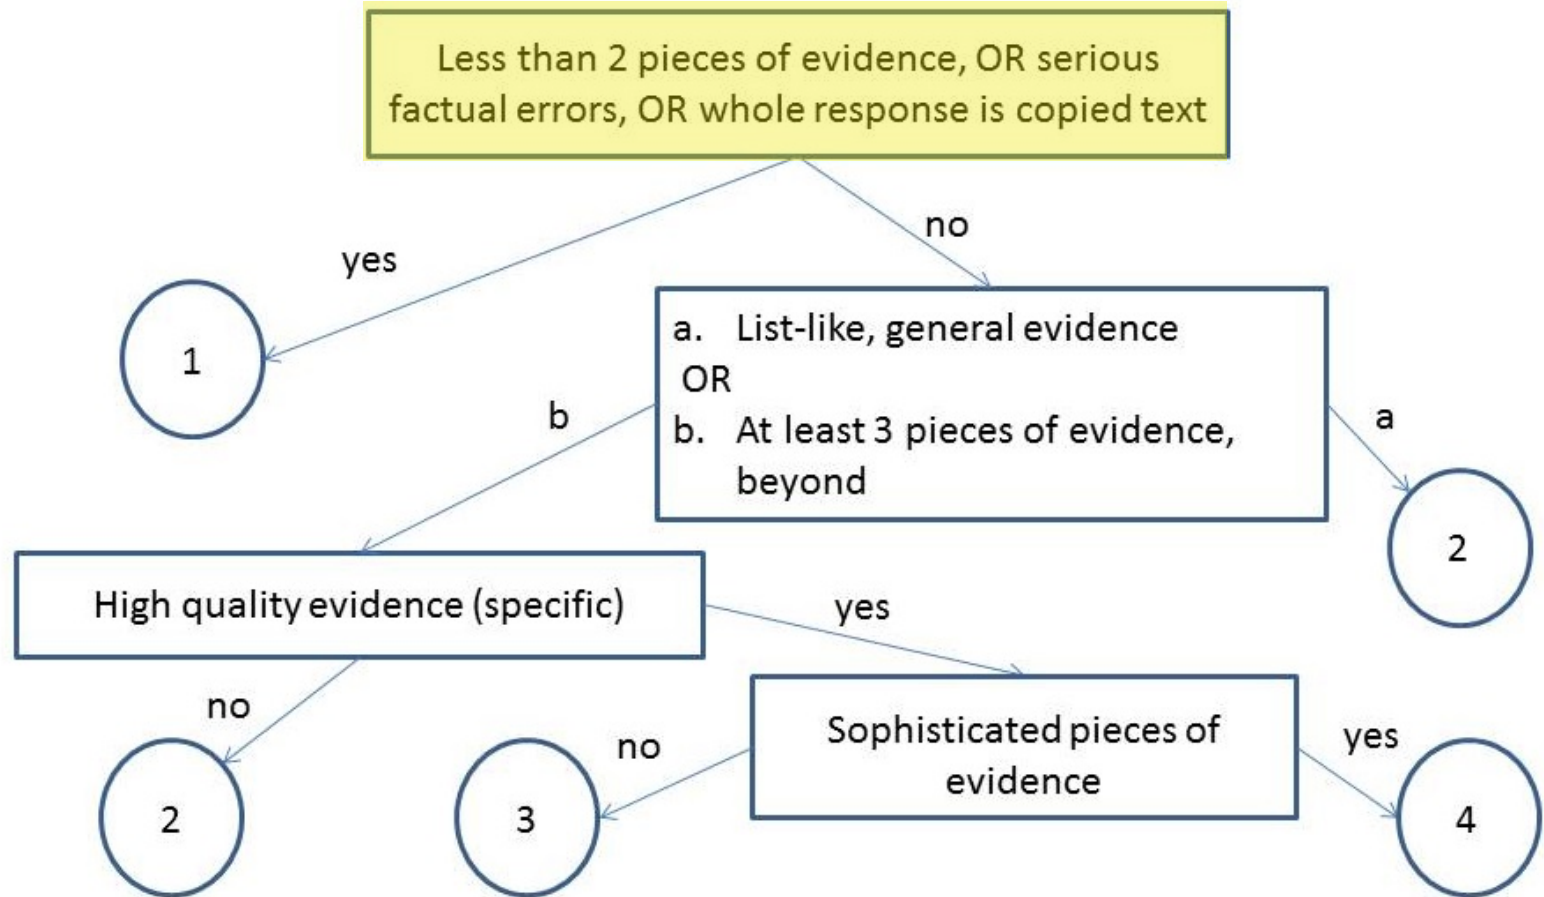 Less than 2 pieces of evidence, OR serious
factual errors, OR whole response is copied text
yes
no
1
a. List-like, general evidence
OR
b. At least 3 pieces of evidence,
beyond
b
a
2
High quality evidence (specific)
yes
no
Sophisticated pieces of
evidence
no
yes
2
3
4